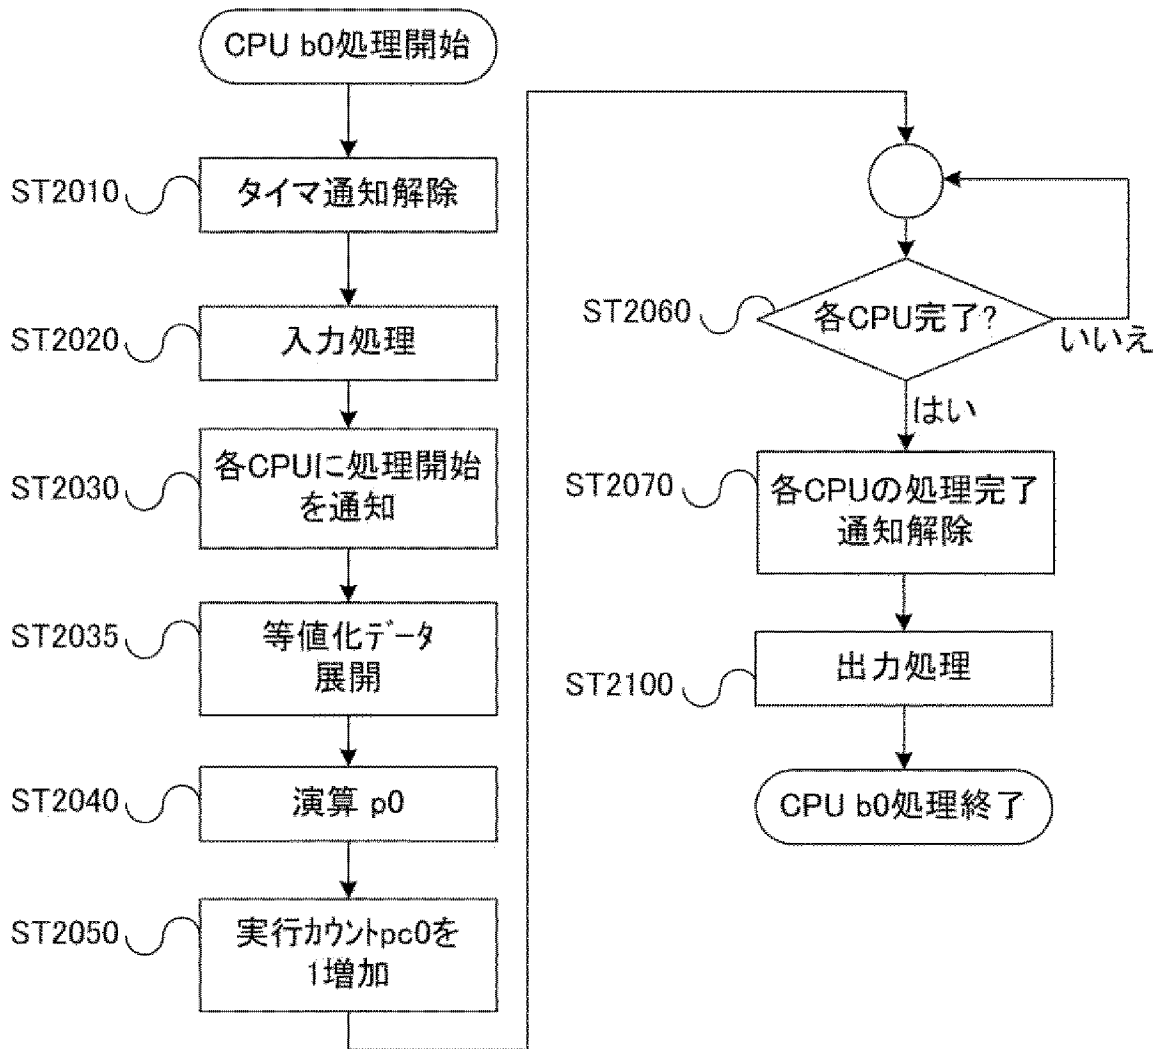 CPU b0処理開始
ST2010
タイマ通知解除
ST2020
入力処理
ST2030
各CPUに処理開始
を通知
ST2035
等値化データ
展開
ST2040
演算 p0
ST2050
実行カウントpc0を
1増加
ST2060
各CPU完了?
いいえ
はい
ST2070
各CPUの処理完了
通知解除
ST2100
出力処理
CPU b0処理終了